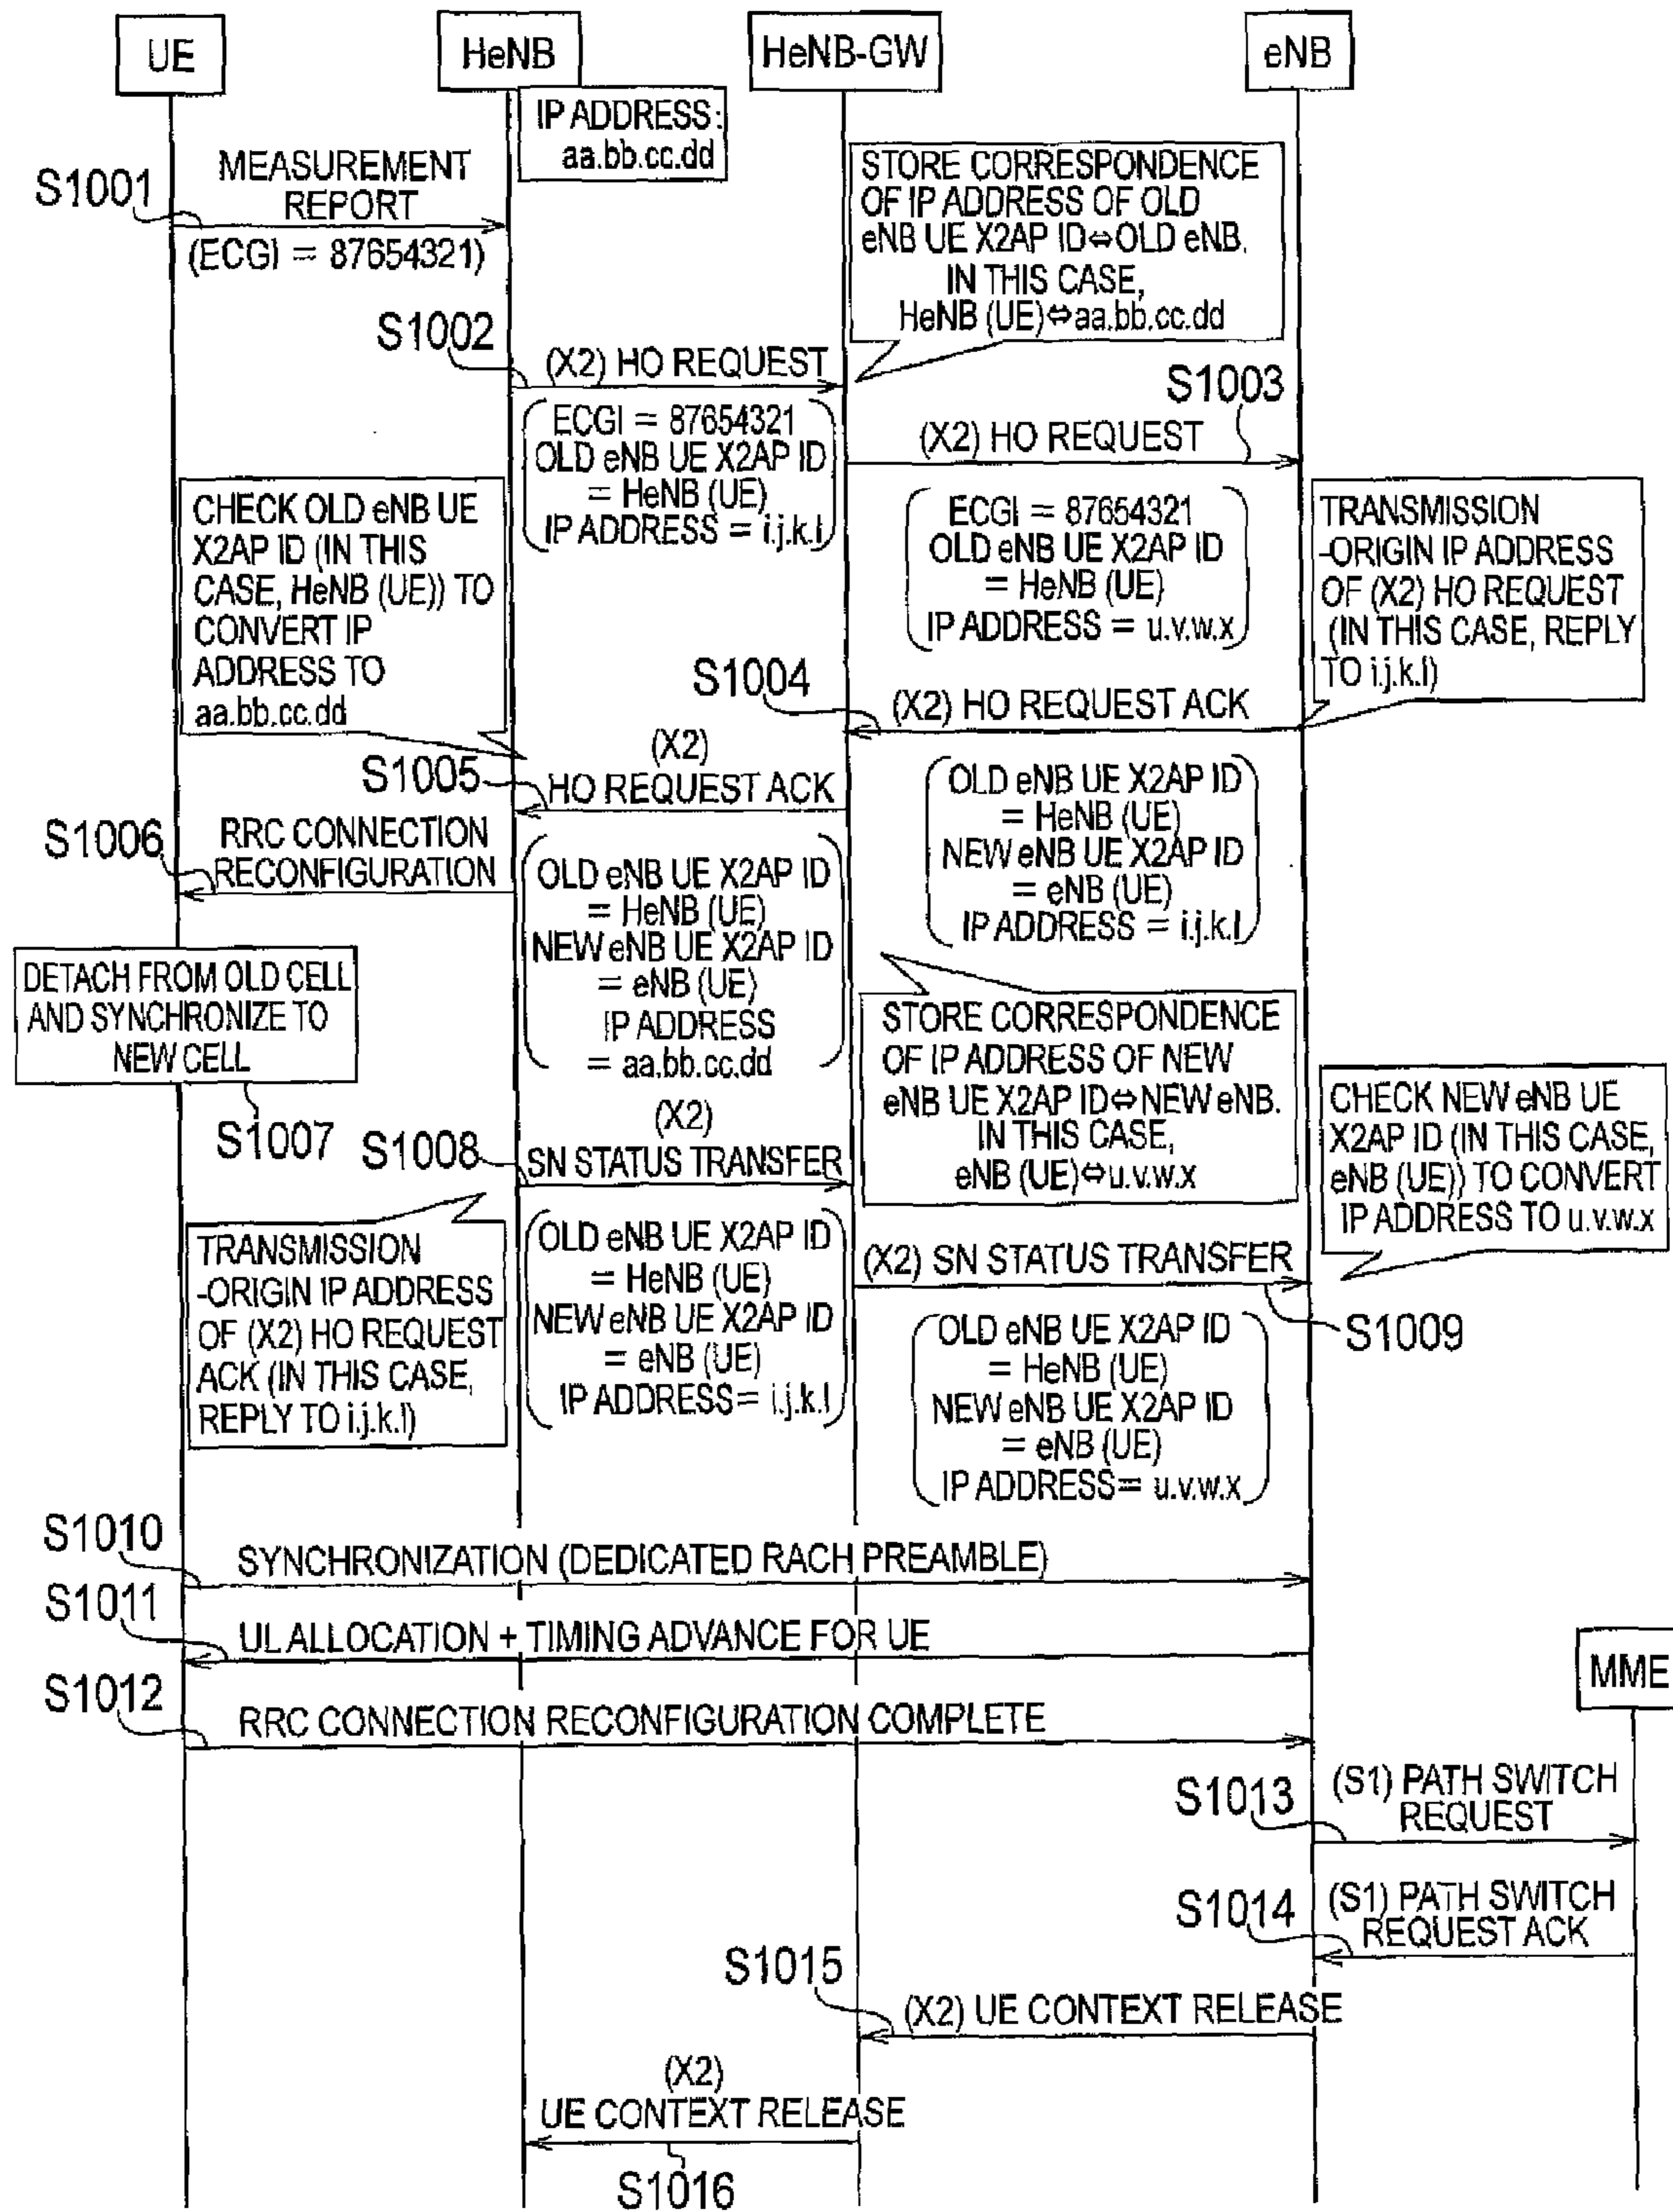 UE
HeNB
HeNB-GW
eNB
IP ADDRESS:
aa.bb.cc.dd
S1001
MEASUREMENT
REPORT
(ECGI = 87654321)
STORE CORRESPONDENCE
OF IP ADDRESS OF OLD
eNB UE X2AP ID⇔OLD eNB.
IN THIS CASE,
HeNB (UE)⇔aa.bb.cc.dd
S1002
(X2) HO REQUEST
ECGI = 87654321
OLD eNB UE X2AP ID
= HeNB (UE)
IP ADDRESS = i.j.k.l
S1003
(X2) HO REQUEST
ECGI = 87654321
OLD eNB UE X2AP ID
= HeNB (UE)
IP ADDRESS = u.v.w.x
TRANSMISSION
-ORIGIN IP ADDRESS
OF (X2) HO REQUEST
(IN THIS CASE, REPLY
TO i.j.k.l)
CHECK OLD eNB UE
X2AP ID (IN THIS
CASE, HeNB (UE)) TO
CONVERT IP
ADDRESS TO
aa.bb.cc.dd
S1004
(X2) HO REQUEST ACK
OLD eNB UE X2AP ID
= HeNB (UE)
NEW eNB UE X2AP ID
= eNB (UE)
IP ADDRESS = i.j.k.l
S1005
(X2)
HO REQUEST ACK
OLD eNB UE X2AP ID
= HeNB (UE)
NEW eNB UE X2AP ID
= eNB (UE)
IP ADDRESS
= aa.bb.cc.dd
S1006
RRC CONNECTION
RECONFIGURATION
DETACH FROM OLD CELL
AND SYNCHRONIZE TO
NEW CELL
S1007
STORE CORRESPONDENCE
OF IP ADDRESS OF NEW
eNB UE X2AP ID⇔NEW eNB.
IN THIS CASE,
eNB (UE)⇔u.v.w.x
CHECK NEW eNB UE
X2AP ID (IN THIS CASE,
eNB (UE)) TO CONVERT
IP ADDRESS TO u.v.w.x
S1008
(X2)
SN STATUS TRANSFER
OLD eNB UE X2AP ID
= HeNB (UE)
NEW eNB UE X2AP ID
= eNB (UE)
IP ADDRESS= i.j.k.l
TRANSMISSION
-ORIGIN IP ADDRESS
OF (X2) HO REQUEST
ACK (IN THIS CASE,
REPLY TO i.j.k.l)
(X2) SN STATUS TRANSFER
S1009
OLD eNB UE X2AP ID
= HeNB (UE)
NEW eNB UE X2AP ID
= eNB (UE)
IP ADDRESS= u.v.w.x
S1010
SYNCHRONIZATION (DEDICATED RACH PREAMBLE)
S1011
UL ALLOCATION + TIMING ADVANCE FOR UE
MME
S1012
RRC CONNECTION RECONFIGURATION COMPLETE
S1013
(S1) PATH SWITCH
REQUEST
S1014
(S1) PATH SWITCH
REQUEST ACK
S1015
(X2) UE CONTEXT RELEASE
(X2)
UE CONTEXT RELEASE
S1016